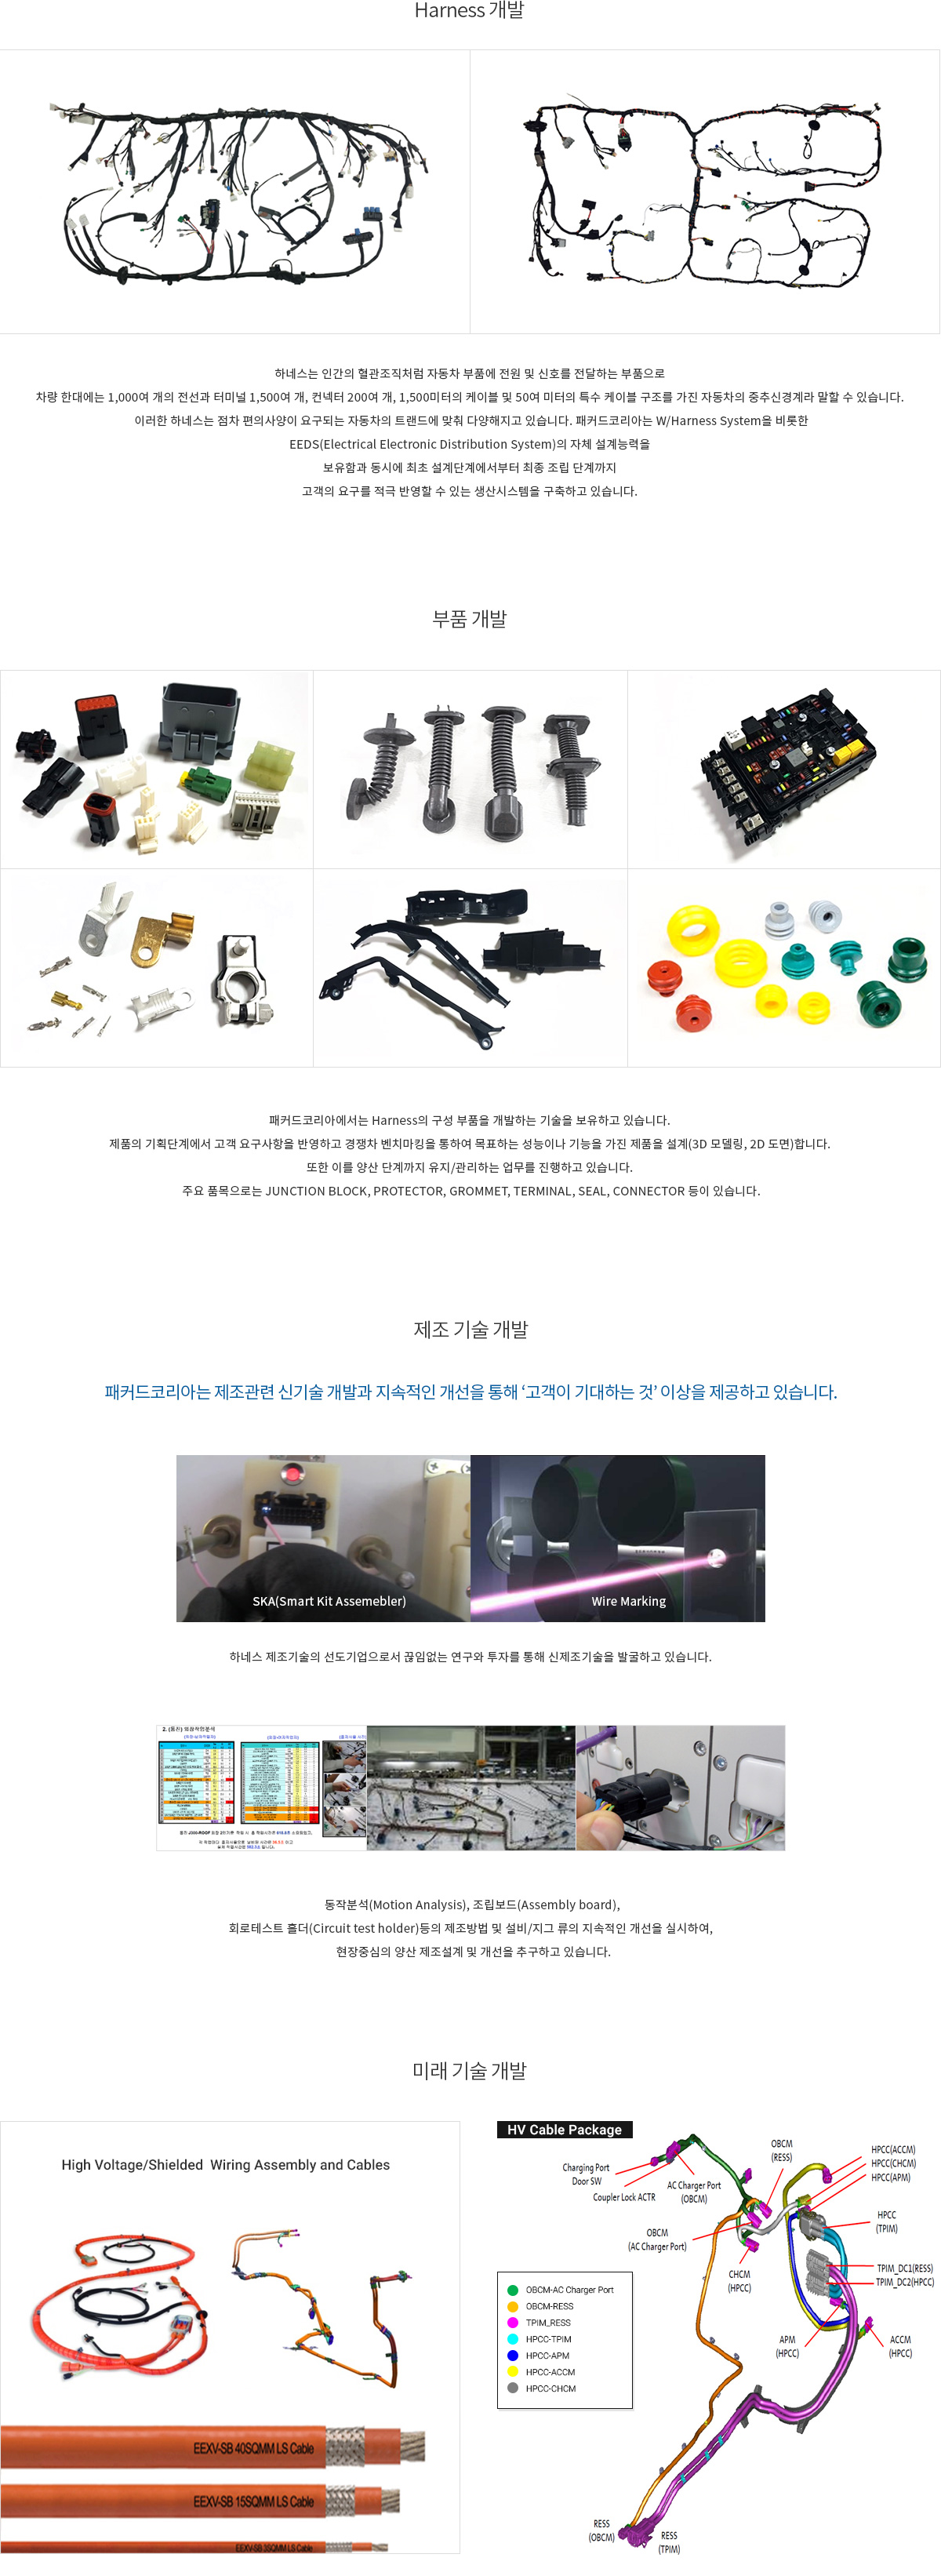 Harness 개발
하네스는 인간의 혈관조직처럼 자동차 부품에 전원 및 신호를 전달하는 부품으로
차량 한대에는 1,000여 개의 전선과 터미널 1,500여 개, 컨넥터 200여 개, 1,500미터의 케이블 및 50여 미터의 특수 케이블 구조를 가진 자동차의 중추신경계라 말할 수 있습니다.
이러한 하네스는 점차 편의사양이 요구되는 자동차의 트랜드에 맞춰 다양해지고 있습니다. 패커드코리아는 W/Harness System을 비롯한
EEDS(Electrical Electronic Distribution System)의 자체 설계능력을
보유함과 동시에 최초 설계단계에서부터 최종 조립 단계까지
고객의 요구를 적극 반영할 수 있는 생산시스템을 구축하고 있습니다.
부품 개발
패커드코리아에서는 Harness의 구성 부품을 개발하는 기술을 보유하고 있습니다.
제품의 기획단계에서 고객 요구사항을 반영하고 경쟁차 벤치마킹을 통하여 목표하는 성능이나 기능을 가진 제품을 설계(3D 모델링, 2D 도면)합니다.
또한 이를 양산 단계까지 유지/관리하는 업무를 진행하고 있습니다.
주요 품목으로는 JUNCTION BLOCK, PROTECTOR, GROMMET, TERMINAL, SEAL, CONNECTOR 등이 있습니다.
제조 기술 개발
패커드코리아는 제조관련 신기술 개발과 지속적인 개선을 통해 ‘고객이 기대하는 것’ 이상을 제공하고 있습니다.
SKA(Smart Kit Assemebler)
Wire Marking
하네스 제조기술의 선도기업으로서 끊임없는 연구와 투자를 통해 신제조기술을 발굴하고 있습니다.
동작분석(Motion Analysis), 조립보드(Assembly board),
회로테스트 홀더(Circuit test holder)등의 제조방법 및 설비/지그 류의 지속적인 개선을 실시하여,
현장중심의 양산 제조설계 및 개선을 추구하고 있습니다.
미래 기술 개발
High Voltage/Shielded Wiring Assembly and Cables
EEXV-SB 40SQMM LS Cable
EEXV-SB 15SQMM LS Cable
EEXV-SB 3SQMM LS Cable
HV Cable Package
OBCM
(RESS)
HPCC(ACCM)
HPCC(CHCM)
HPCC(APM)
Charging Port
Door SW
Coupler Lock ACTR
AC Charger Port
(OBCM)
HPCC
(TPIM)
OBCM
(AC Charger Port)
CHCM
(HPCC)
TPIM_DC1(RESS)
TPIM_DC2(HPCC)
OBCM-AC Charger Port
OBCM-RESS
TPIM_RESS
HPCC-TPIM
HPCC-APM
HPCC-ACCM
HPCC-CHCM
APM
(HPCC)
ACCM
(HPCC)
RESS
(OBCM)
RESS
(TPIM)